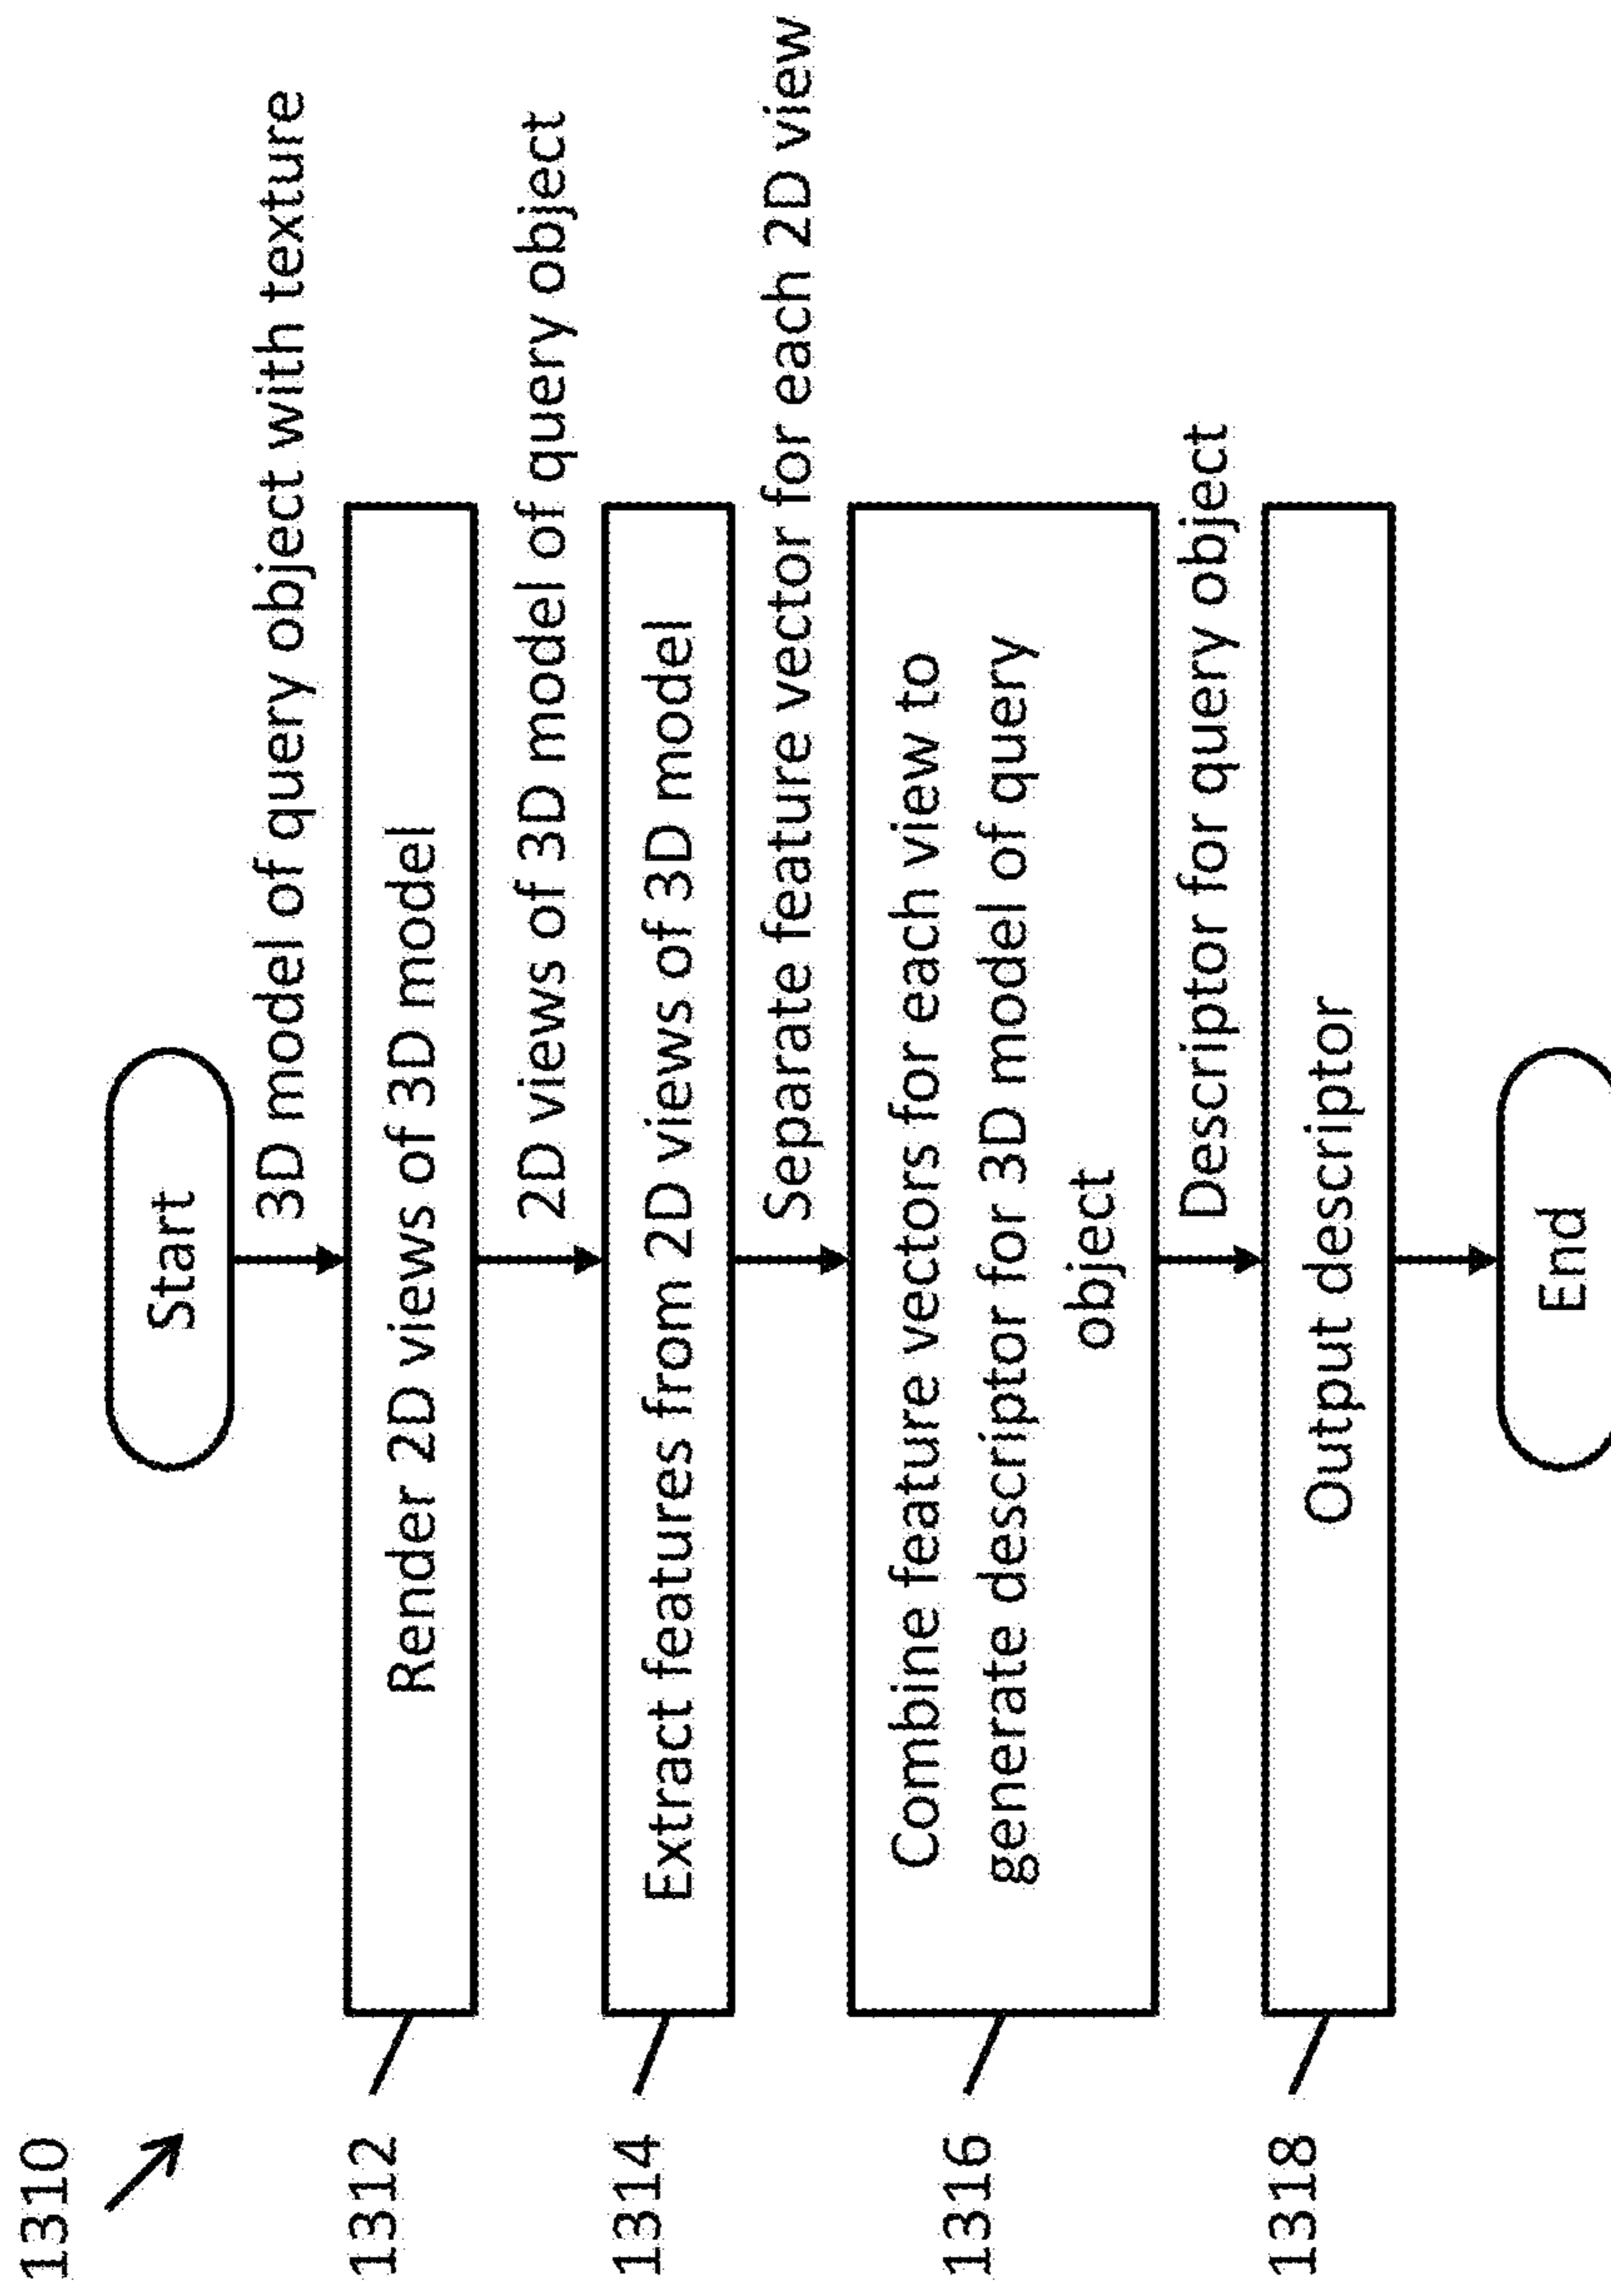 1310
Start
3D model of query object with texture
1312
Render 2D views of 3D model
2D views of 3D model of query object
1314
Extract features from 2D views of 3D model
Separate feature vector for each 2D view
1316
Combine feature vectors for each view to
generate descriptor for 3D model of query
object
Descriptor for query object
1318
Output descriptor
End